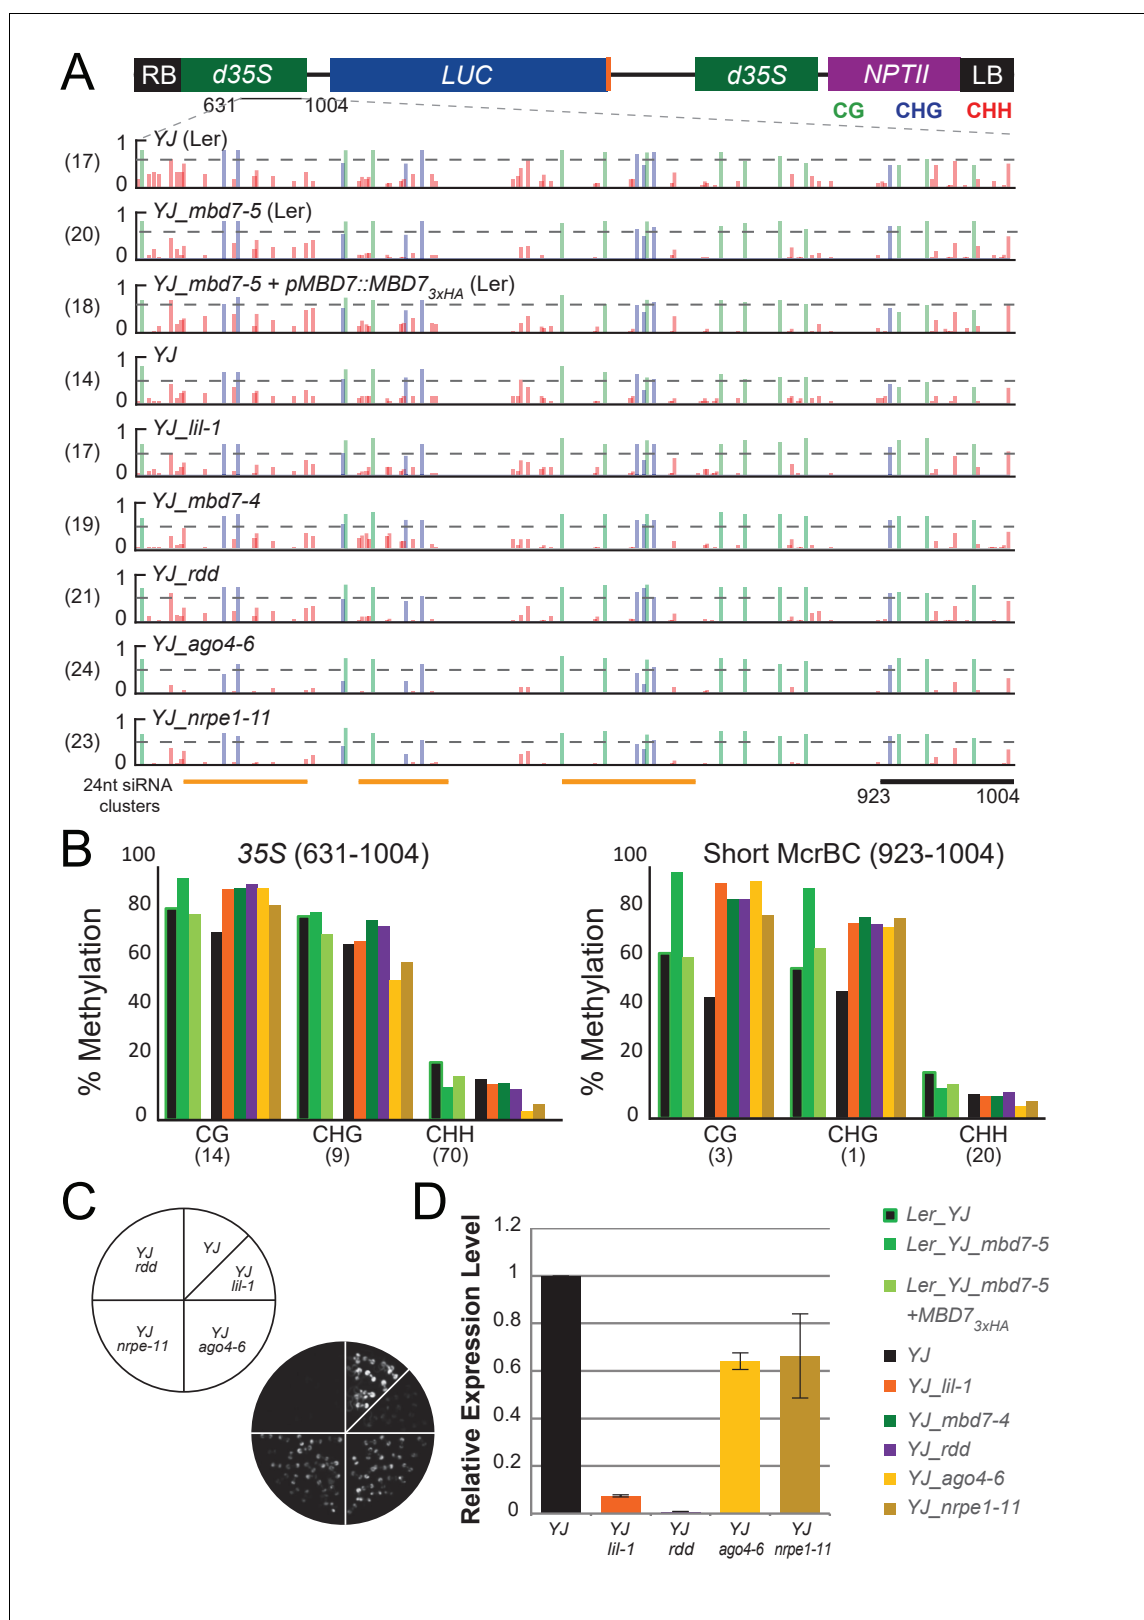 A
RB d35S LUC d35S NPTII LB
631 1004 CG CHG CHH
1 YJ (Ler)
(17)
0
1 YJ_mbd7-5 (Ler)
(20)
0
1 YJ_mbd7-5 + pMBD7::MBD7 3xHA (Ler)
(18)
0
1 YJ
(14)
0
1 YJ_lil-1
(17)
0
1 YJ_mbd7-4
(19)
0
1 YJ_rdd
(21)
0
1 YJ_ago4-6
(24)
0
1 YJ_nrpe1-11
(23)
0
24nt siRNA
clusters
923 1004
B
35S (631-1004)
% Methylation
100
80
60
40
20
0
CG CHG CHH
(14) (9) (70)
Short McrBC (923-1004)
% Methylation
100
80
60
40
20
0
CG CHG CHH
(3) (1) (20)
C
YJ
rdd
YJ
YJ
lil-1
YJ
nrpe-11
YJ
ago4-6
D
Relative Expression Level
1.2
1
0.8
0.6
0.4
0.2
0
YJ YJ YJ YJ YJ
lil-1 rdd ago4-6 nrpe1-11
Ler_YJ
Ler_YJ_mbd7-5
Ler_YJ_mbd7-5
+MBD7 3xHA
YJ
YJ_lil-1
YJ_mbd7-4
YJ_rdd
YJ_ago4-6
YJ_nrpe1-11